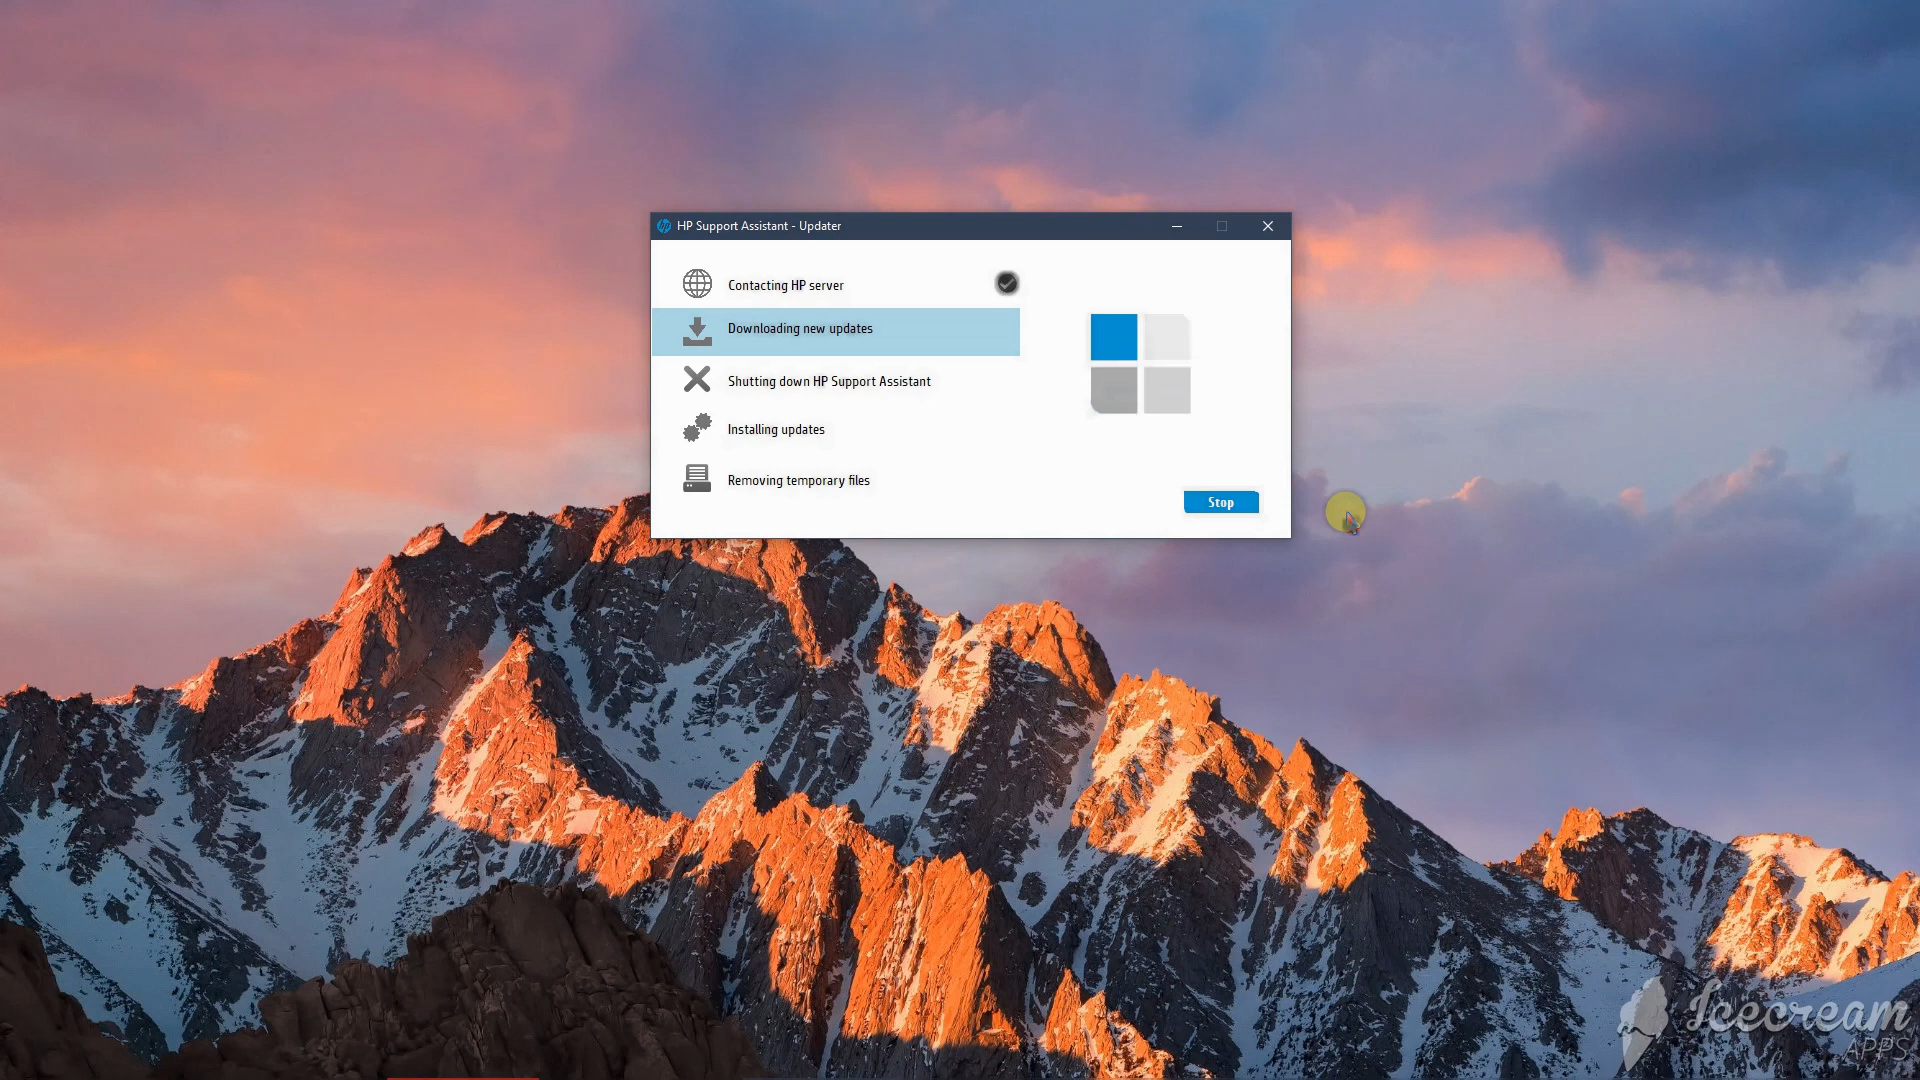 HP Support Assistant - Updater
Contacting HP server
Downloading new updates
Shutting down HP Support Assistant
Installing updates
Removing temporary files
Stop
Icecream
APPS